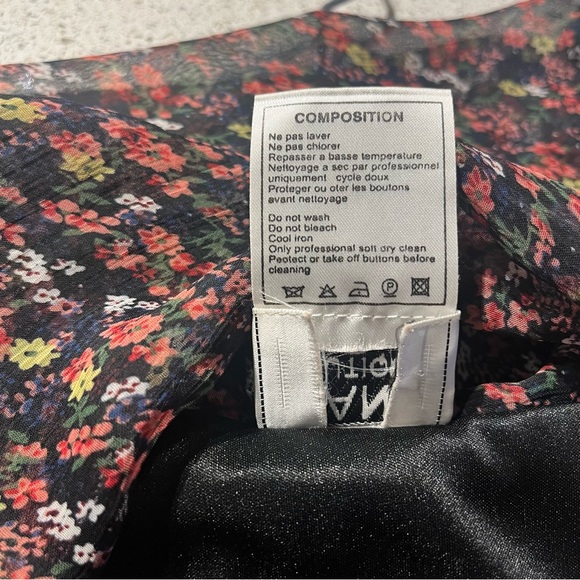 COMPOSITION
Ne pas laver
Ne pas chlorer
Repasser a basse temperature
Nettoyage a sec par professionnel
uniquement cycle doux
Proteger ou oter les boutons
avant nettoyage
Do not wash
Do not bleach
Cool iron
Only professional soft dry clean
Peotect or take off buttons before
cleaning
P